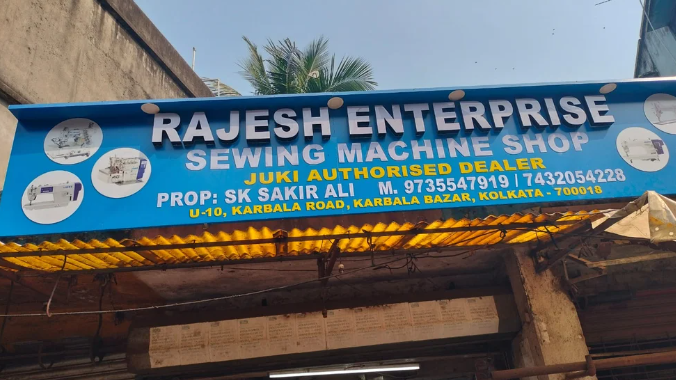 RAJESH ENTERPRISE
SEWING MACHINE SHOP
JUKI AUTHORISED DEALER
PROP: SK SAKIR ALI M. 9735547919 / 7432054228
U-10, KARBALA ROAD, KARBALA BAZAR, KOLKATA - 700018